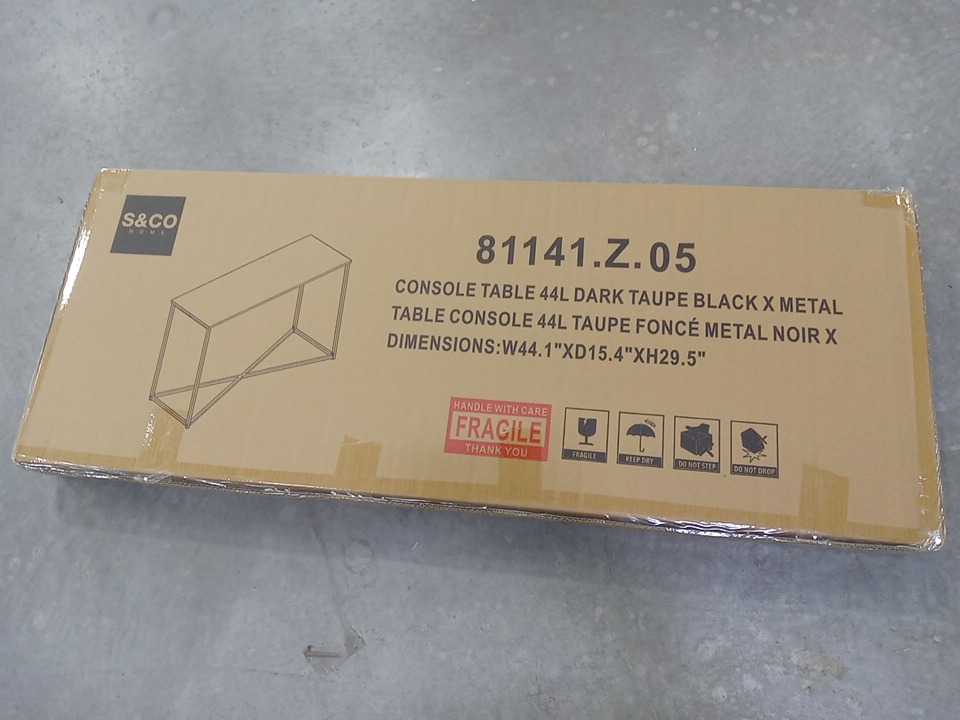 S&CO
HOME
81141.Z.05
CONSOLE TABLE 44L DARK TAUPE BLACK X METAL
TABLE CONSOLE 44L TAUPE FONCÉ METAL NOIR X
DIMENSIONS:W44.1"XD15.4"XH29.5"
HANDLE WITH CARE
FRAGILE
THANK YOU
FRAGILE
KEEP DRY
DO NOT STEP
DO NOT DROP